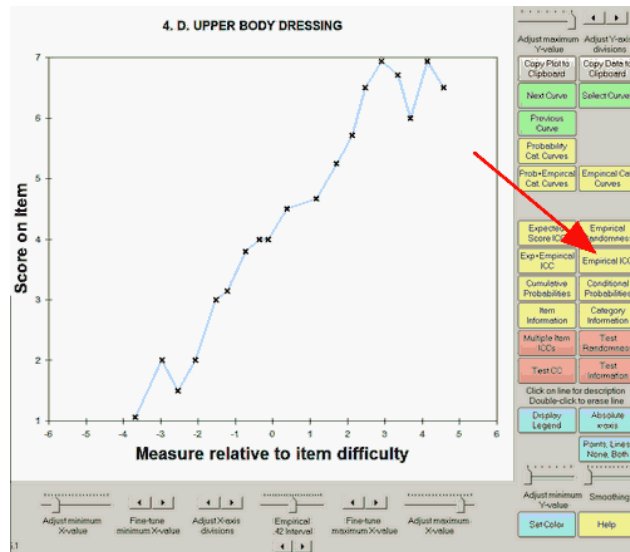 4. D. UPPER BODY DRESSING
7
6
5
4
3
2
1
Score on Item
-6
-5
-4
-3
-2
-1
0
1
2
3
4
5
6
Measure relative to item difficulty
Adjust maximum
Y-value
Adjust Y-axis
divisions
Copy Plot to
Clipboard
Copy Data to
Clipboard
Next Curve
Select Curve
Previous
Curve
Probability
Cat. Curves
Prob+Empirical
Cat. Curves
Empirical Cat
Curves
Expected
Score ICC
Empirical
Randomness
Exp+Empirical
ICC
Empirical ICC
Cumulative
Probabilities
Conditional
Probabilities
Item
Information
Category
Information
Multiple Item
ICCs
Test
Randomness
Test CC
Test
Information
Click on line for description
Double-click to erase line
Display
Legend
Absolute
x-axis
Points, Lines
None, Both
Adjust minimum
Y-value
Smoothing
Set Color
Help
Adjust minimum
X-value
Fine-tune
minimum X-value
Adjust X-axis
divisions
Empirical
.42 Interval
Fine-tune
maximum X-value
Adjust maximum
X-value